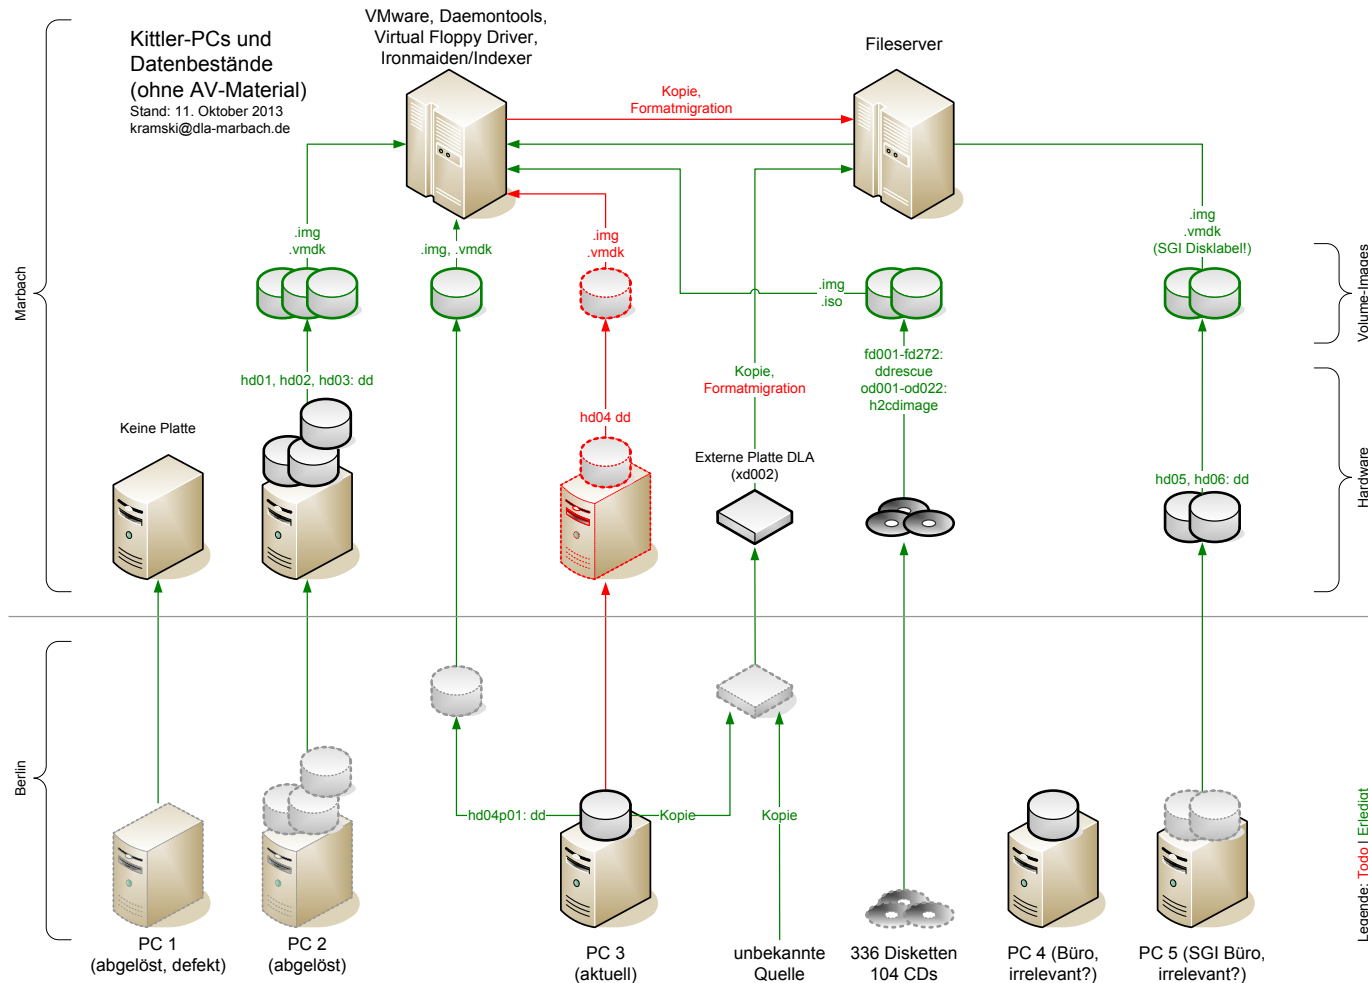 Kittler-PCs und
Datenbestände
(ohne AV-Material)
Stand: 11. Oktober 2013
kramski@dla-marbach.de
VMware, Daemontools,
Virtual Floppy Driver,
Ironmaiden/Indexer
Fileserver
Kopie,
Formatmigration
.img
.vmdk
.img, .vmdk
.img
.vmdk
.img
.iso
.img
.vmdk
(SGI Disklabel!)
Marbach
Volume-Images
hd01, hd02, hd03: dd
Keine Platte
hd04 dd
Kopie,
Formatmigration
Externe Platte DLA
(xd002)
fd001-fd272:
ddrescue
od001-od022:
h2cdimage
hd05, hd06: dd
Hardware
Berlin
hd04p01: dd
Kopie
Kopie
PC 1
(abgelöst, defekt)
PC 2
(abgelöst)
PC 3
(aktuell)
unbekannte
Quelle
336 Disketten
104 CDs
PC 4 (Büro,
irrelevant?)
PC 5 (SGI Büro,
irrelevant?)
Legende: Todo | Erledigt